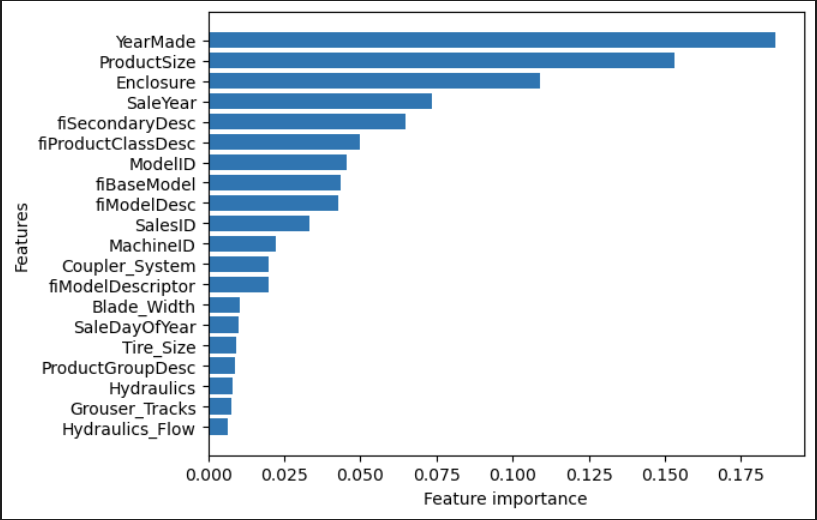 YearMade
ProductSize
Enclosure
SaleYear
fiSecondaryDesc
fiProductClassDesc
ModelID
fiBaseModel
fiModelDesc
SalesID
MachineID
Coupler_System
fiModelDescriptor
Blade_Width
SaleDayOfYear
Tire_Size
ProductGroupDesc
Hydraulics
Grouser_Tracks
Hydraulics_Flow
Features
0.000 0.025 0.050 0.075 0.100 0.125 0.150 0.175
Feature importance